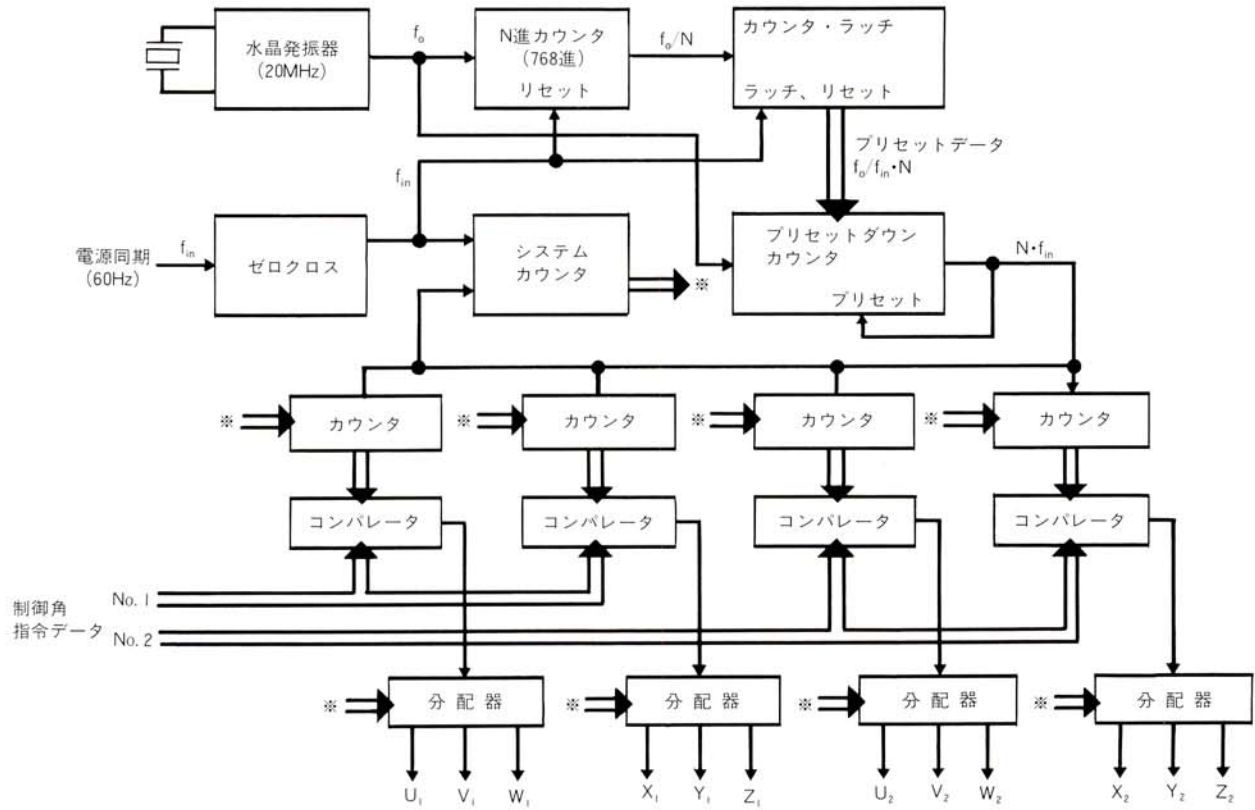 水晶発振器
(20MHz)
fₒ
N進カウンタ
(768進)
リセット
fₒ/N
カウンタ・ラッチ
ラッチ、リセット
プリセットデータ
fₒ/fᵢₙ・N
fᵢₙ
電源同期
(60Hz)
fᵢₙ
ゼロクロス
システム
カウンタ
※
プリセットダウン
カウンタ
プリセット
N・fᵢₙ
※ カウンタ ※ カウンタ ※ カウンタ ※ カウンタ
コンパレータ コンパレータ コンパレータ コンパレータ
制御角
指令データ
No. 1
No. 2
※ 分配器 ※ 分配器 ※ 分配器 ※ 分配器
U₁ V₁ W₁ X₁ Y₁ Z₁ U₂ V₂ W₂ X₂ Y₂ Z₂